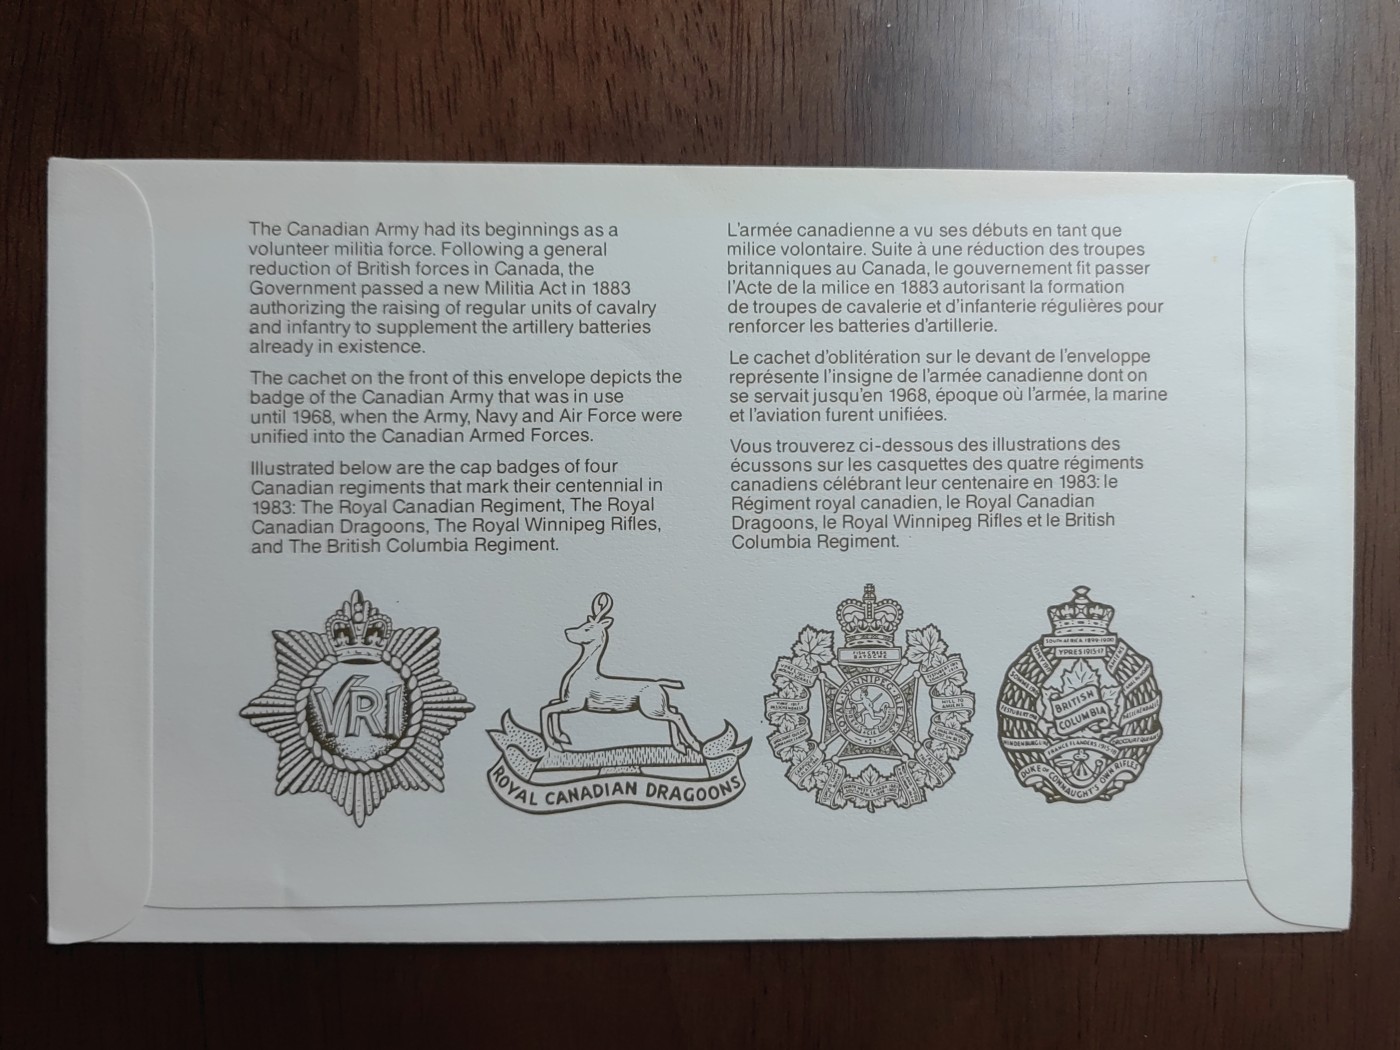 The Canadian Army had its beginnings as a
volunteer militia force. Following a general
reduction of British forces in Canada, the
Government passed a new Militia Act in 1883
authorizing the raising of regular units of cavalry
and infantry to supplement the artillery batteries
already in existence.
The cachet on the front of this envelope depicts the
badge of the Canadian Army that was in use
until 1968, when the Army, Navy and Air Force were
unified into the Canadian Armed Forces.
Illustrated below are the cap badges of four
Canadian regiments that mark their centennial in
1983: The Royal Canadian Regiment, The Royal
Canadian Dragoons, The Royal Winnipeg Rifles,
and The British Columbia Regiment.
L'armée canadienne a vu ses débuts en tant que
milice volontaire. Suite à une réduction des troupes
britanniques au Canada, le gouvernement fit passer
l'Acte de la milice en 1883 autorisant la formation
de troupes de cavalerie et d'infanterie régulières pour
renforcer les batteries d'artillerie.
Le cachet d'oblitération sur le devant de l'enveloppe
représente l'insigne de l'armée canadienne dont on
se servait jusqu'en 1968, époque où l'armée, la marine
et l'aviation furent unifiées.
Vous trouverez ci-dessous des illustrations des
écussons sur les casquettes des quatre régiments
canadiens célébrant leur centenaire en 1983: le
Régiment royal canadien, le Royal Canadian
Dragoons, le Royal Winnipeg Rifles et le British
Columbia Regiment.
VRI
ROYAL CANADIAN DRAGOONS
FISH CREEK
BATOCHE
WINNIPEG RIFLES
SOUTH AFRICA 1899-1900
YPRES 1915·17
AMIENS
BRITISH
COLUMBIA
FRANCE FLANDERS
DUKE OF CONNAUGHT'S OWN RIFLES